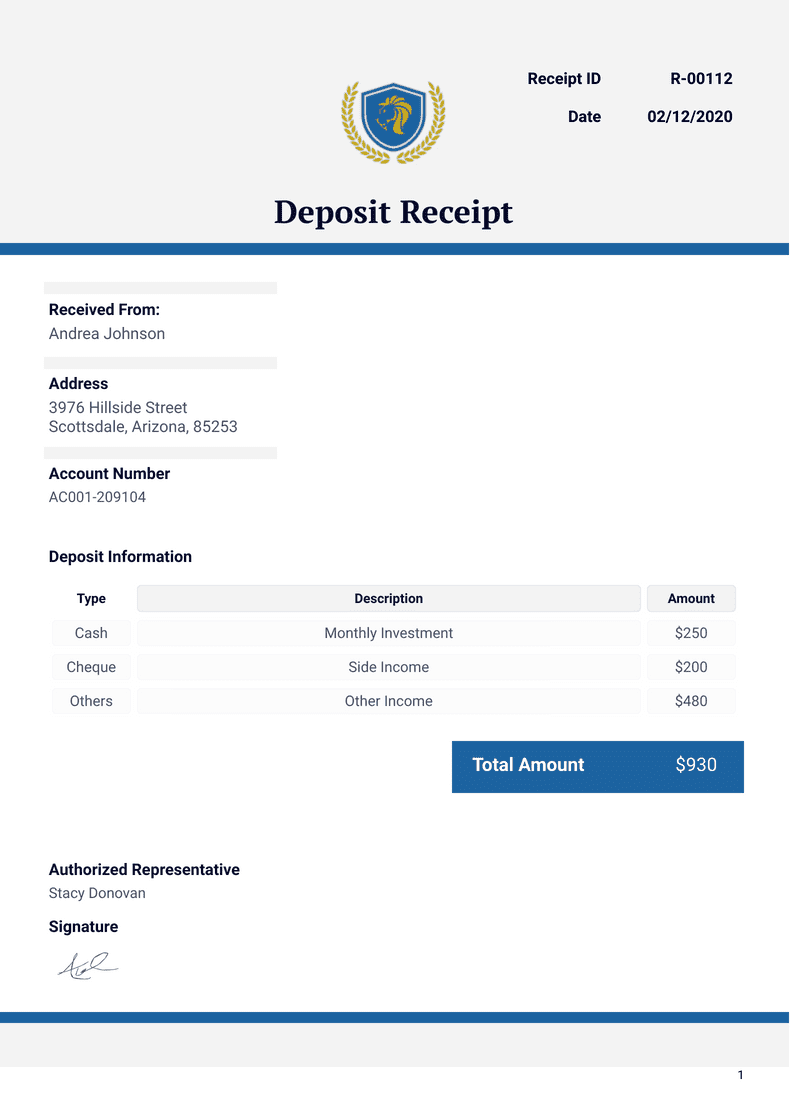 Receipt ID R-00112
Date 02/12/2020
Deposit Receipt
Received From:
Andrea Johnson
Address
3976 Hillside Street
Scottsdale, Arizona, 85253
Account Number
AC001-209104
Deposit Information
Type Description Amount
Cash Monthly Investment $250
Cheque Side Income $200
Others Other Income $480
Total Amount $930
Authorized Representative
Stacy Donovan
Signature
1